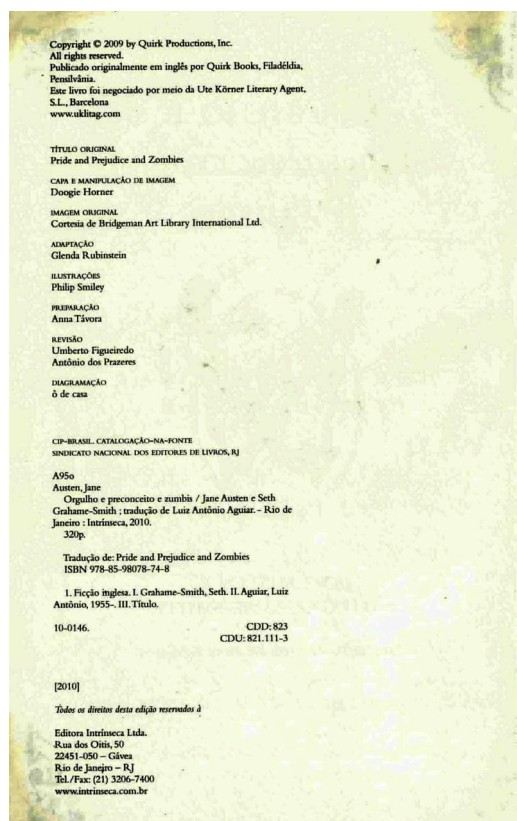 Copyright © 2009 by Quirk Productions, Inc.
All rights reserved.
Publicado originalmente em inglês por Quirk Books, Filadéldia,
Pensilvânia.
Este livro foi negociado por meio da Ute Körner Literary Agent,
S.L., Barcelona
www.uklitag.com
TÍTULO ORIGINAL
Pride and Prejudice and Zombies
CAPA E MANIPULAÇÃO DE IMAGEM
Doogie Horner
IMAGEM ORIGINAL
Cortesia de Bridgeman Art Library International Ltd.
ADAPTAÇÃO
Glenda Rubinstein
ILUSTRAÇÕES
Philip Smiley
PREPARAÇÃO
Anna Távora
REVISÃO
Umberto Figueiredo
Antônio dos Prazeres
DIAGRAMAÇÃO
ô de casa
CIP-BRASIL. CATALOGAÇÃO-NA-FONTE
SINDICATO NACIONAL DOS EDITORES DE LIVROS, RJ
A95o
Austen, Jane
Orgulho e preconceito e zumbis / Jane Austen e Seth
Grahame-Smith ; tradução de Luiz Antônio Aguiar. – Rio de
Janeiro : Intrínseca, 2010.
320p.
Tradução de: Pride and Prejudice and Zombies
ISBN 978-85-98078-74-8
1. Ficção inglesa. I. Grahame-Smith, Seth. II. Aguiar, Luiz
Antônio, 1955-. III. Título.
10-0146. CDD: 823
CDU: 821.111-3
[2010]
Todos os direitos desta edição reservados à
Editora Intrínseca Ltda.
Rua dos Oitis, 50
22451-050 – Gávea
Rio de Janeiro – RJ
Tel./Fax: (21) 3206-7400
www.intrinseca.com.br